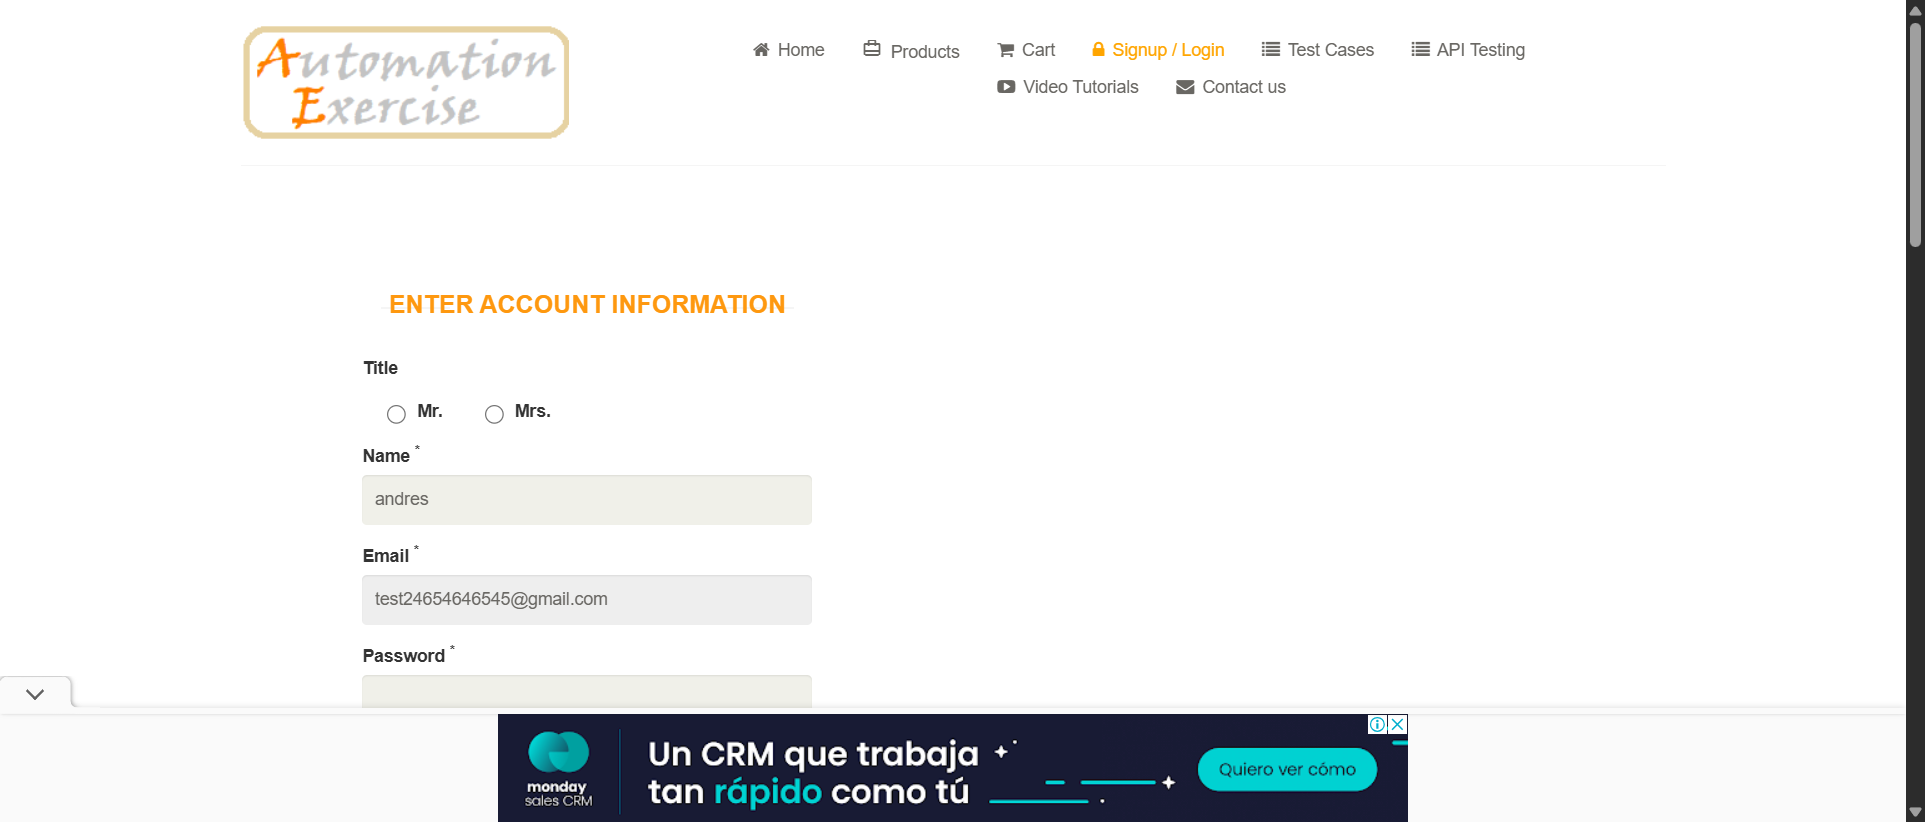 Automation
Exercise
Home
Products
Cart
Signup / Login
Test Cases
API Testing
Video Tutorials
Contact us
ENTER ACCOUNT INFORMATION
Title
Mr.
Mrs.
Name *
andres
Email *
test24654646545@gmail.com
Password *
monday
sales CRM
Un CRM que trabaja
tan rápido como tú
Quiero ver cómo